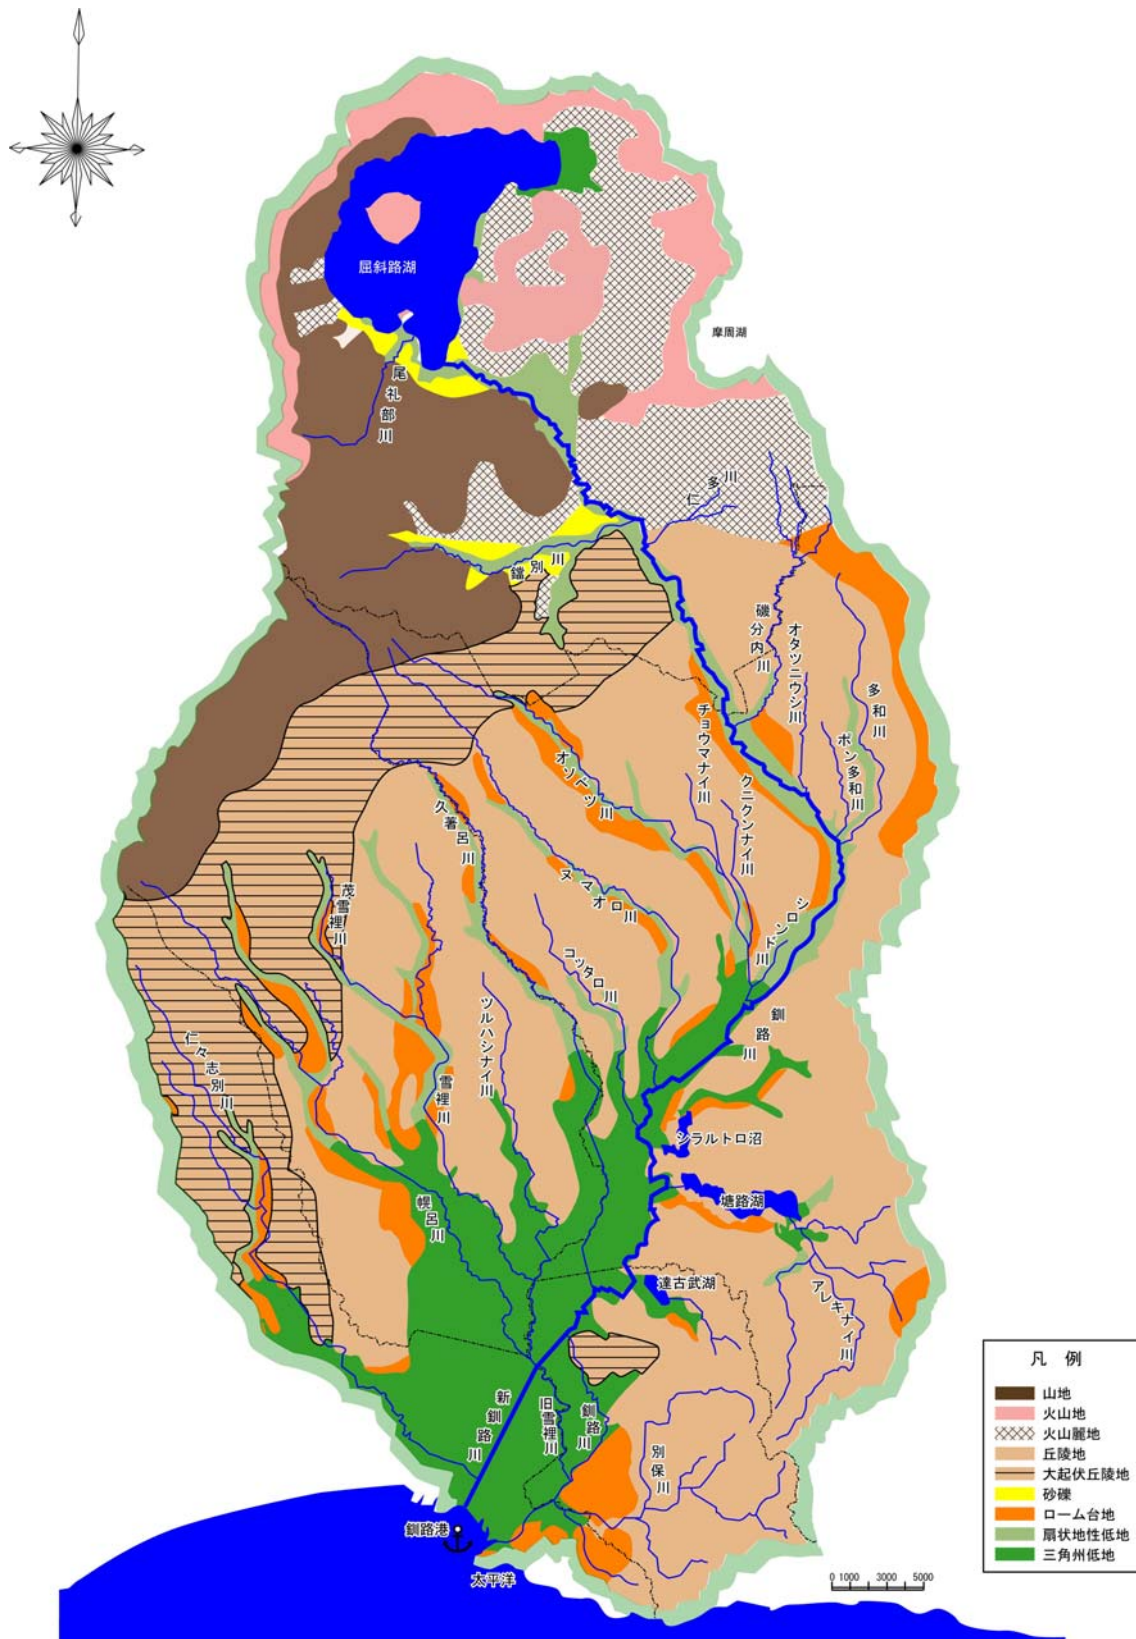 屈斜路湖
摩周湖
尾礼部川
仁多川
鐺別川
磯分内川
オタツニウシ川
多和川
ポン多和川
チョウマナイ川
クニクンナイ川
オソベツ川
久著呂川
ヌマオロ川
茂雪裡川
シロンド川
コッタロ川
ツルハシナイ川
釧路川
仁々志別川
雪裡川
シラルトロ沼
塘路湖
幌呂川
達古武湖
アレキナイ川
新釧路川
旧雪裡川
釧路川
別保川
釧路港
太平洋
凡 例
山地
火山地
火山麗地
丘陵地
大起伏丘陵地
砂礫
ローム台地
扇状地性低地
三角州低地
0 1000 3000 5000